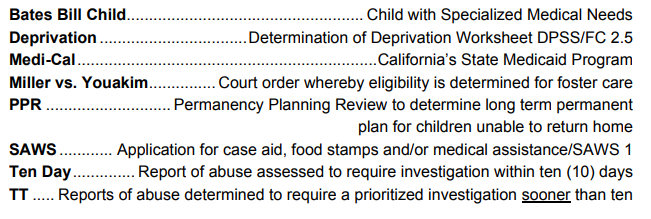 Bates Bill Child...................................................... Child with Specialized Medical Needs
Deprivation ..................................Determination of Deprivation Worksheet DPSS/FC 2.5
Medi-Cal ...........................................................................California’s State Medicaid Program
Miller vs. Youakim............... Court order whereby eligibility is determined for foster care
PPR ............................ Permanency Planning Review to determine long term permanent
plan for children unable to return home
SAWS ............ Application for case aid, food stamps and/or medical assistance/SAWS 1
Ten Day.............. Report of abuse assessed to require investigation within ten (10) days
TT ..... Reports of abuse determined to require a prioritized investigation sooner than ten